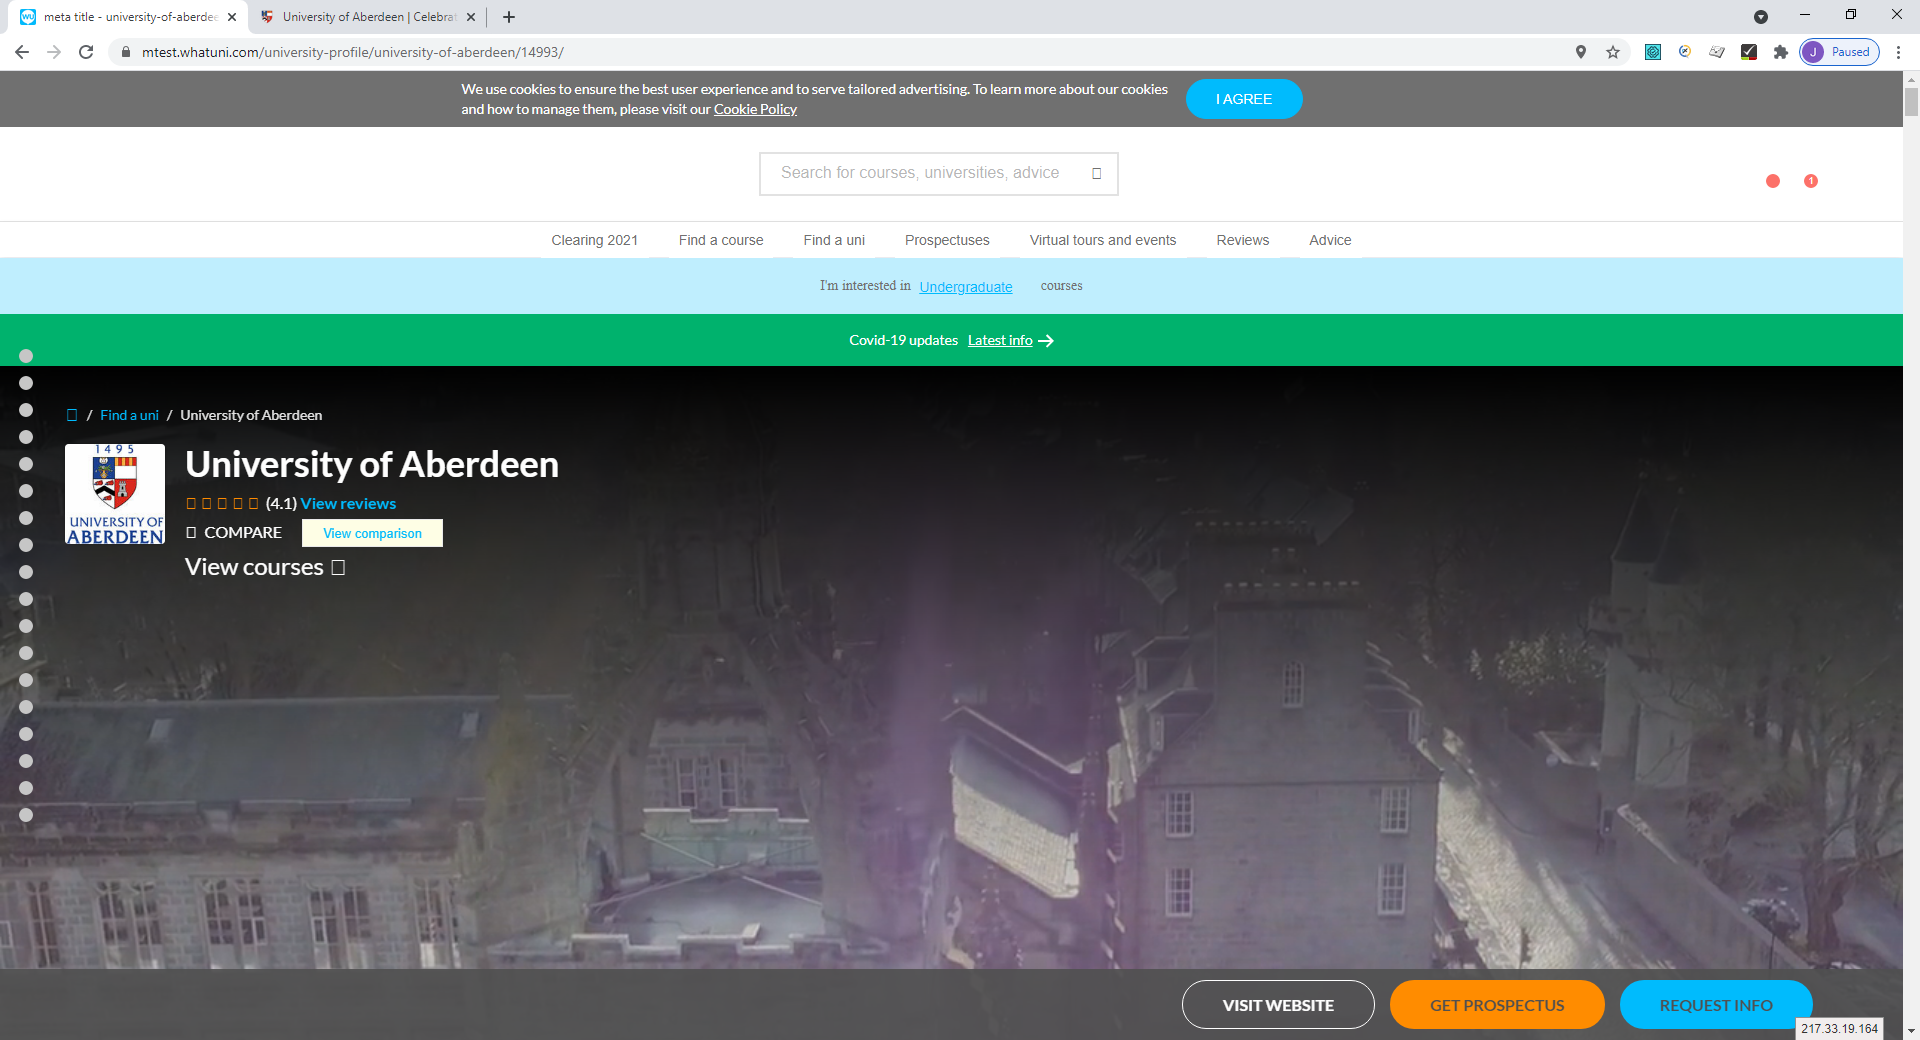 meta title - university-of-aberdee
University of Aberdeen | Celebrat
mtest.whatuni.com/university-profile/university-of-aberdeen/14993/
J Paused
We use cookies to ensure the best user experience and to serve tailored advertising. To learn more about our cookies
and how to manage them, please visit our Cookie Policy
I AGREE
Search for courses, universities, advice
1
Clearing 2021 Find a course Find a uni Prospectuses Virtual tours and events Reviews Advice
I'm interested in Undergraduate courses
Covid-19 updates Latest info
/ Find a uni / University of Aberdeen
1495
UNIVERSITY OF
ABERDEEN
University of Aberdeen
(4.1) View reviews
COMPARE View comparison
View courses
VISIT WEBSITE GET PROSPECTUS REQUEST INFO
217.33.19.164